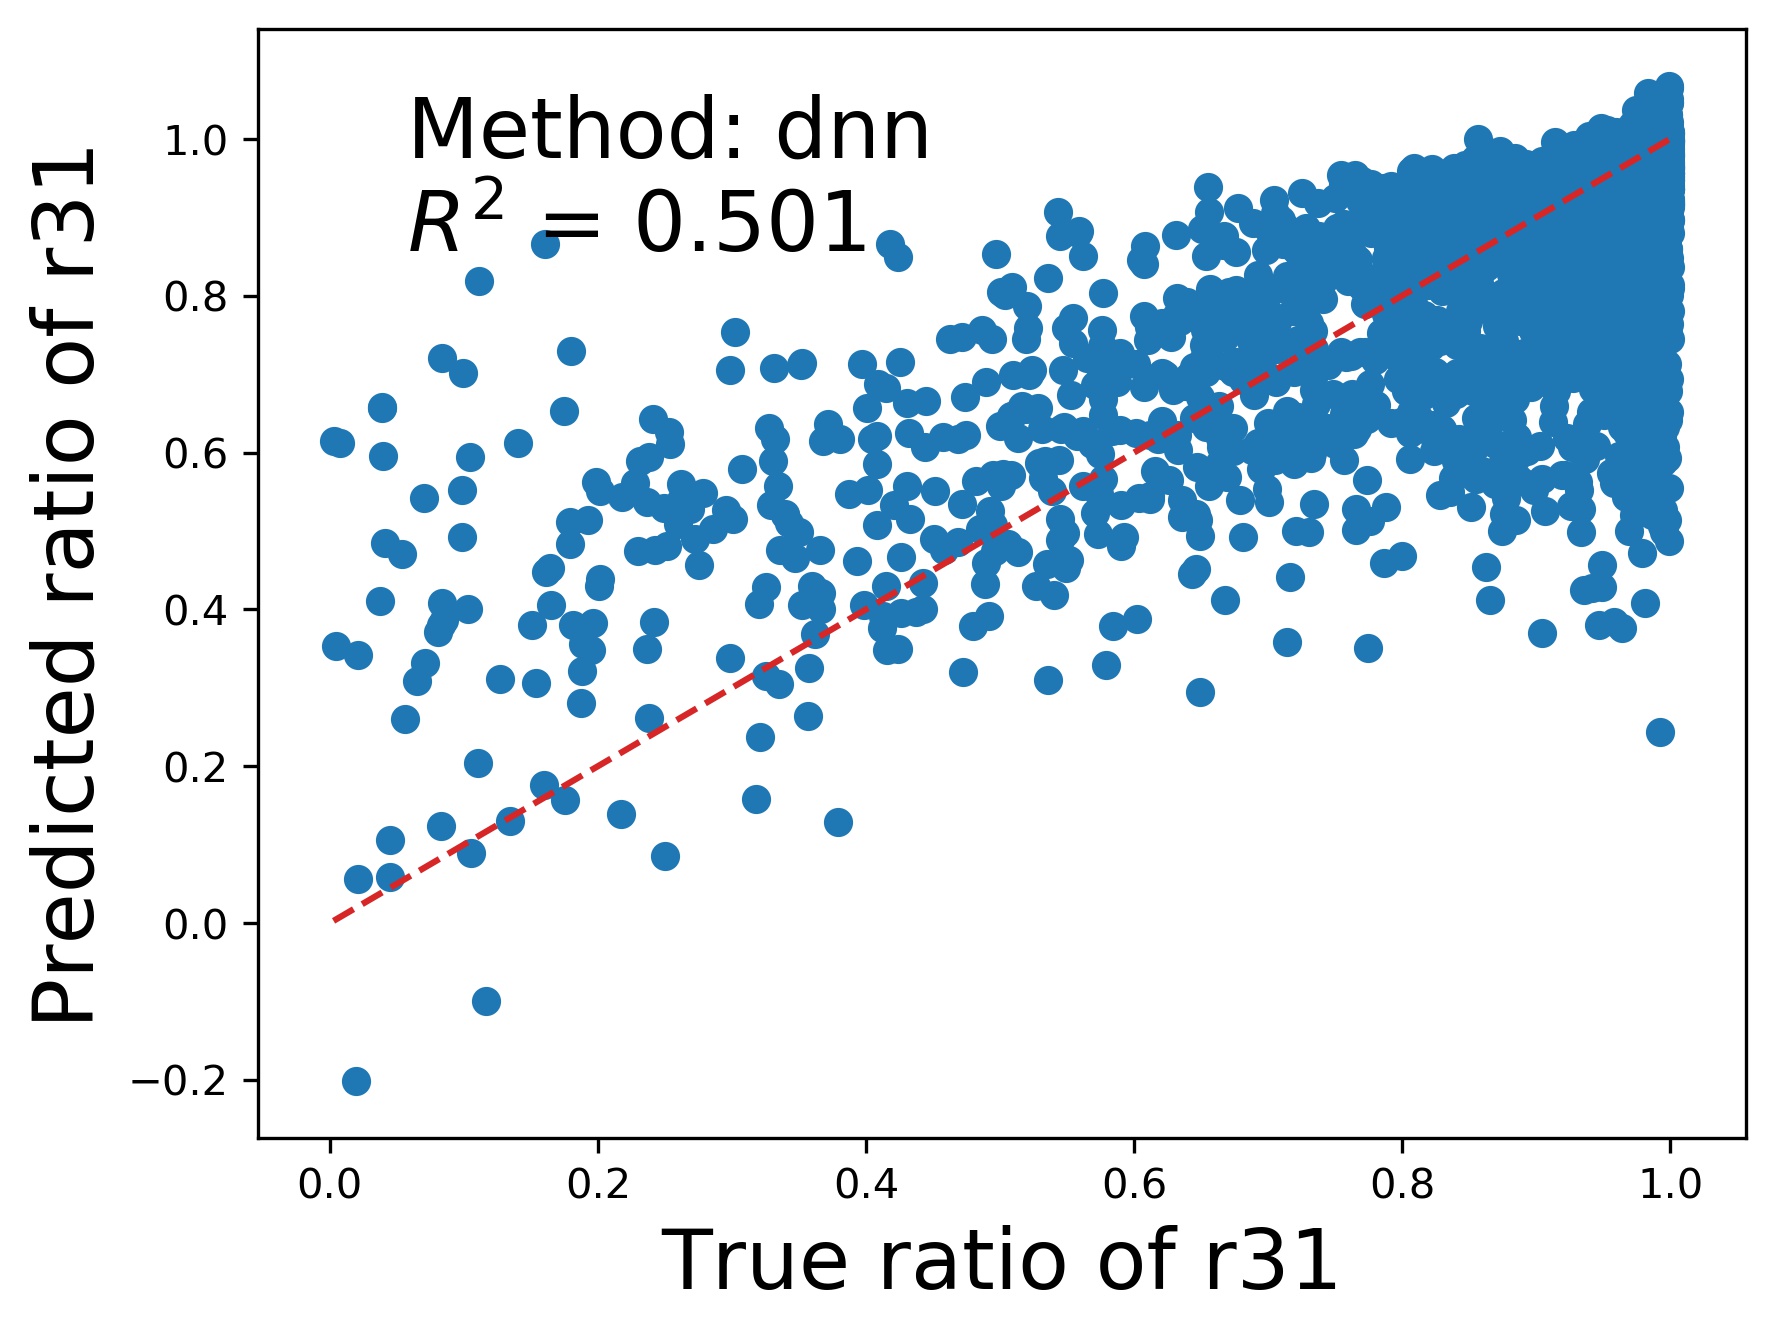 Method: dnn
R² = 0.501
Predicted ratio of r31
1.0
0.8
0.6
0.4
0.2
0.0
−0.2
0.0 0.2 0.4 0.6 0.8 1.0
True ratio of r31